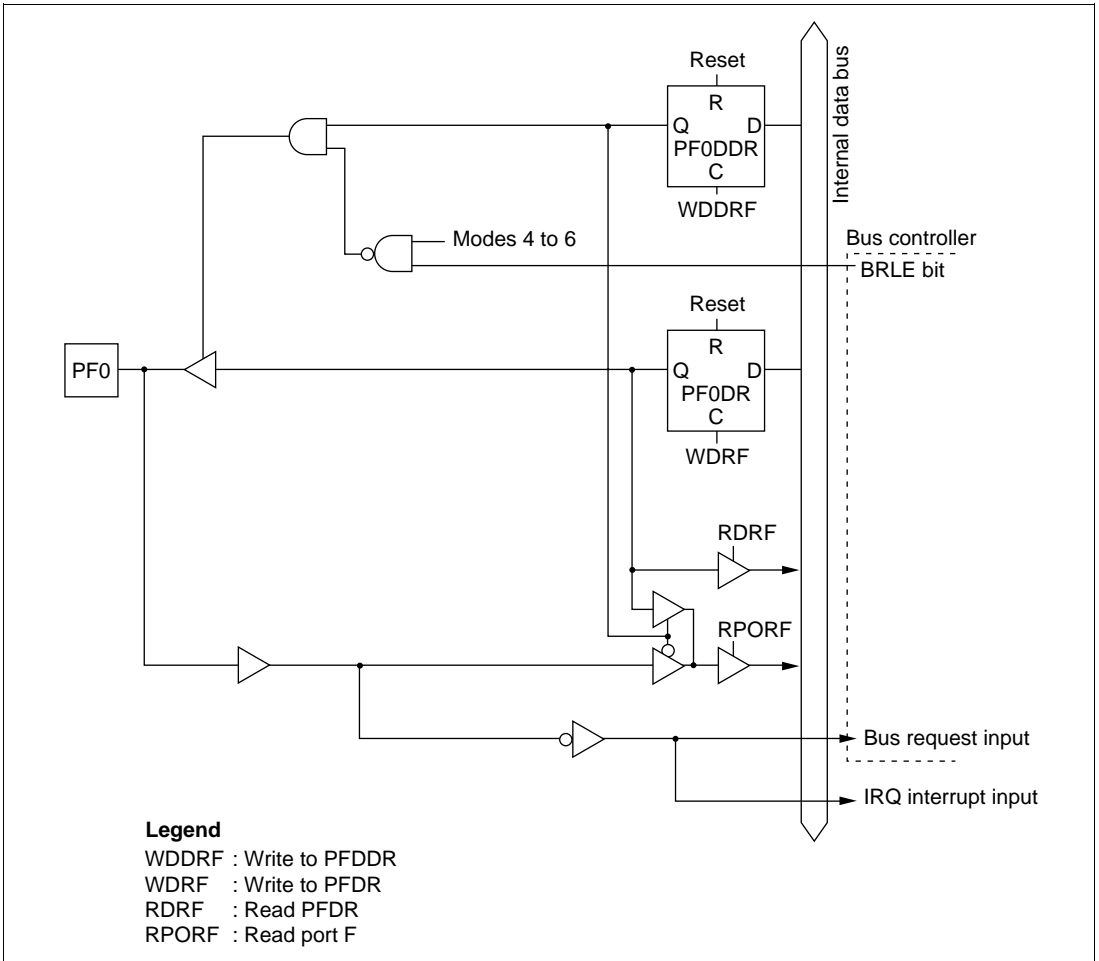 Reset
R
Q D
PF0DDR
C
WDDRF
Internal data bus
Modes 4 to 6
Bus controller
BRLE bit
Reset
R
PF0
Q D
PF0DR
C
WDRF
RDRF
RPORF
Bus request input
IRQ interrupt input
Legend
WDDRF : Write to PFDDR
WDRF : Write to PFDR
RDRF : Read PFDR
RPORF : Read port F